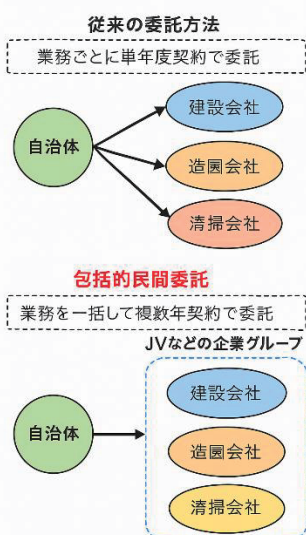 従来の委託方法
業務ごとに単年度契約で委託
自治体
建設会社
造園会社
清掃会社
包括的民間委託
業務を一括して複数年契約で委託
JVなどの企業グループ
自治体
建設会社
造園会社
清掃会社